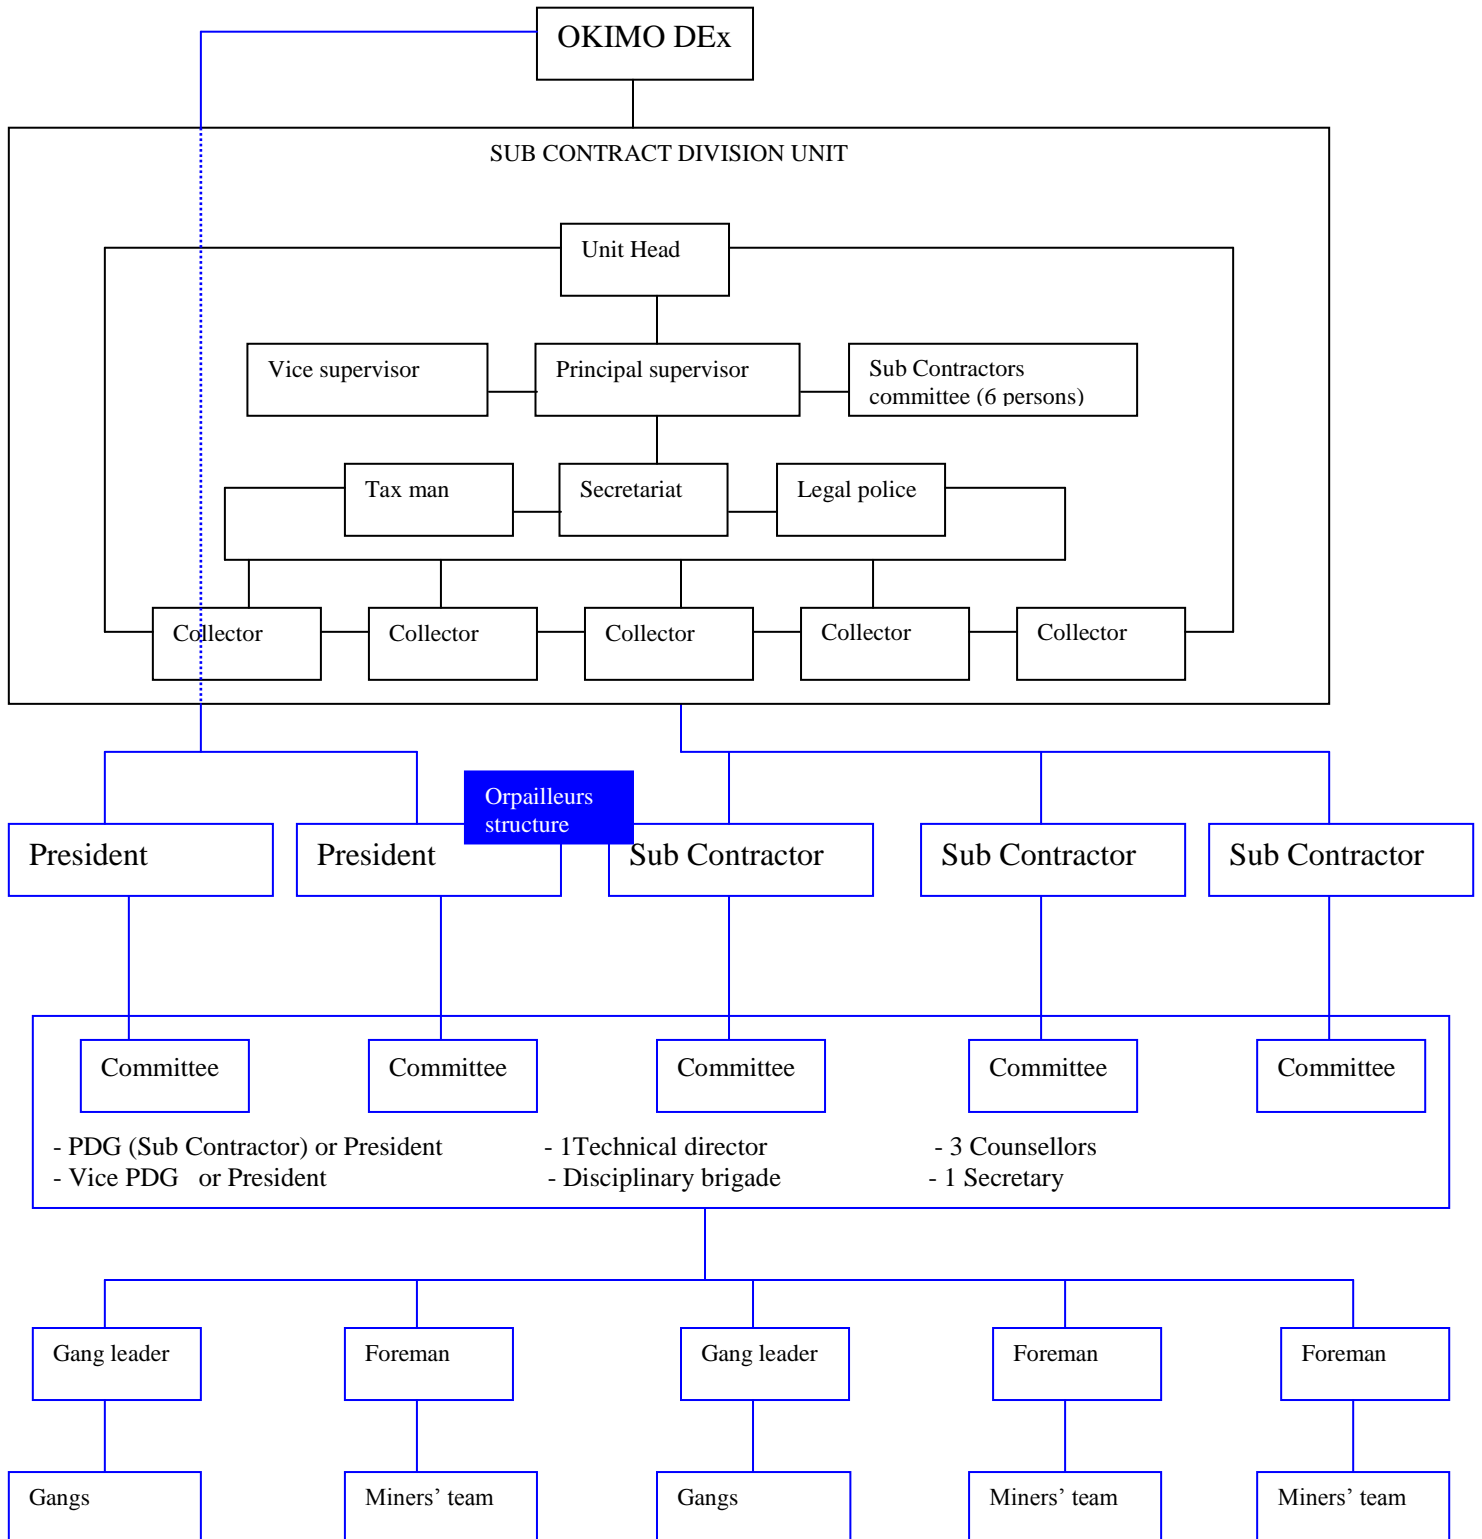 OKIMO DEx
SUB CONTRACT DIVISION UNIT
Unit Head
Vice supervisor
Principal supervisor
Sub Contractors
committee (6 persons)
Tax man
Secretariat
Legal police
Collector
Collector
Collector
Collector
Collector
Orpailleurs
structure
President
President
Sub Contractor
Sub Contractor
Sub Contractor
Committee
Committee
Committee
Committee
Committee
- PDG (Sub Contractor) or President
- 1Technical director
- 3 Counsellors
- Vice PDG   or President
- Disciplinary brigade
- 1 Secretary
Gang leader
Foreman
Gang leader
Foreman
Foreman
Gangs
Miners’ team
Gangs
Miners’ team
Miners’ team